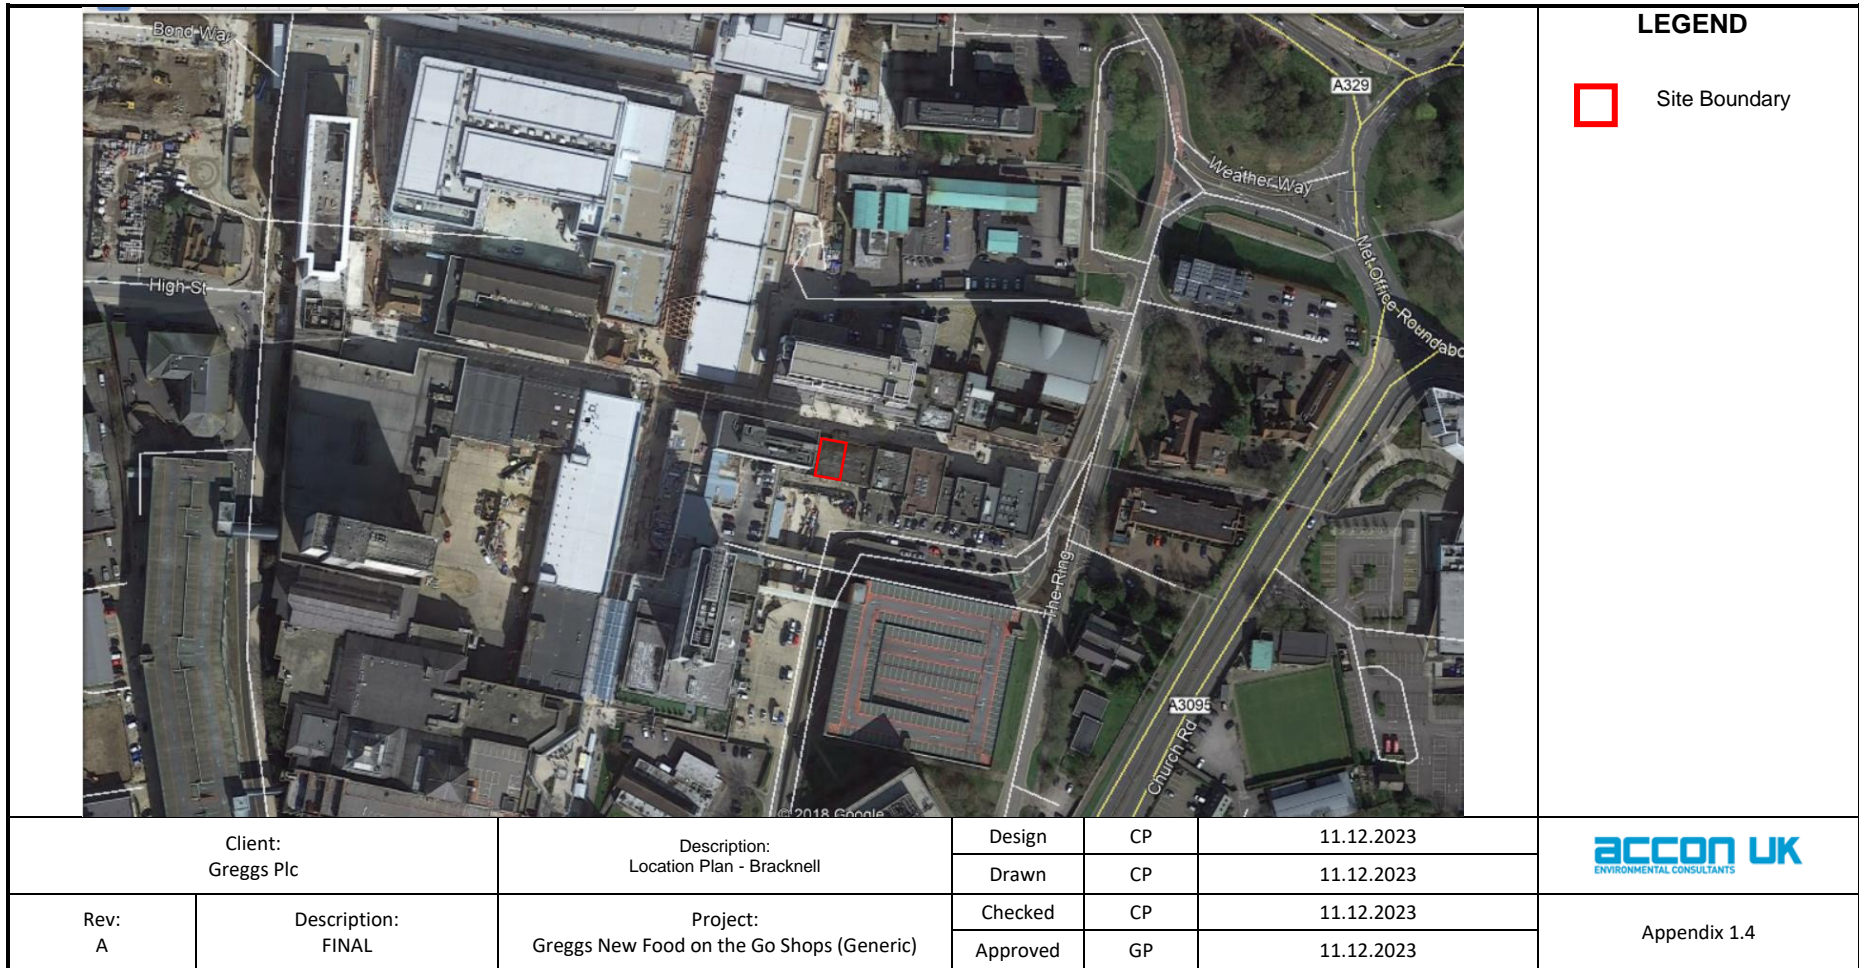 Bond Way
A329
Weather Way
High St
Met Office Roundabo
The Ring
A3095
Church Rd
© 2018 Google
LEGEND
Site Boundary
Client:
Greggs Plc
Description:
Location Plan - Bracknell
Design CP 11.12.2023
Drawn CP 11.12.2023
Rev:
A
Description:
FINAL
Project:
Greggs New Food on the Go Shops (Generic)
Checked CP 11.12.2023
Approved GP 11.12.2023
accon UK
ENVIRONMENTAL CONSULTANTS
Appendix 1.4